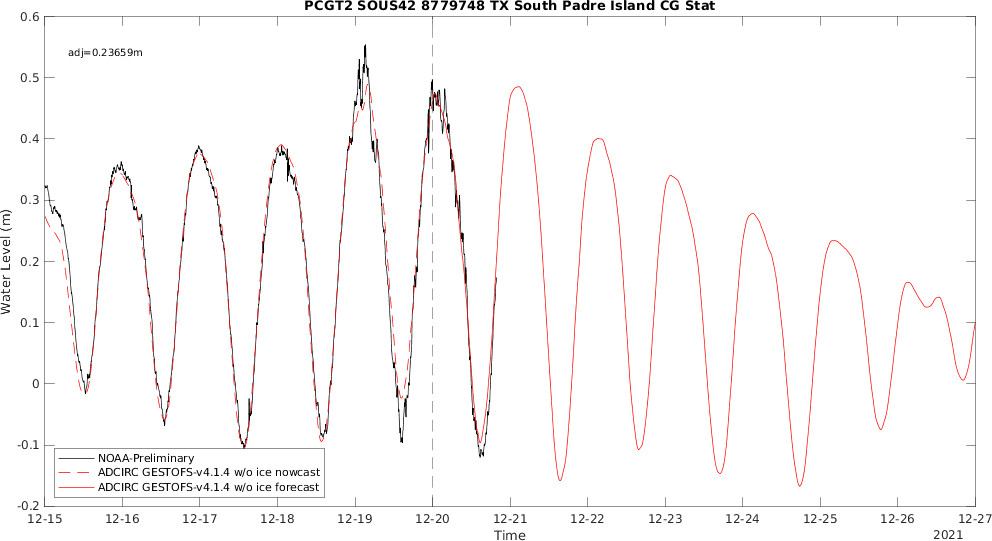 PCGT2 SOUS42 8779748 TX South Padre Island CG Stat
adj=0.23659m
0.6
0.5
0.4
0.3
0.2
0.1
0
-0.1
-0.2
Water Level (m)
NOAA-Preliminary
ADCIRC GESTOFS-v4.1.4 w/o ice nowcast
ADCIRC GESTOFS-v4.1.4 w/o ice forecast
12-15 12-16 12-17 12-18 12-19 12-20 12-21 12-22 12-23 12-24 12-25 12-26 12-27
Time
2021